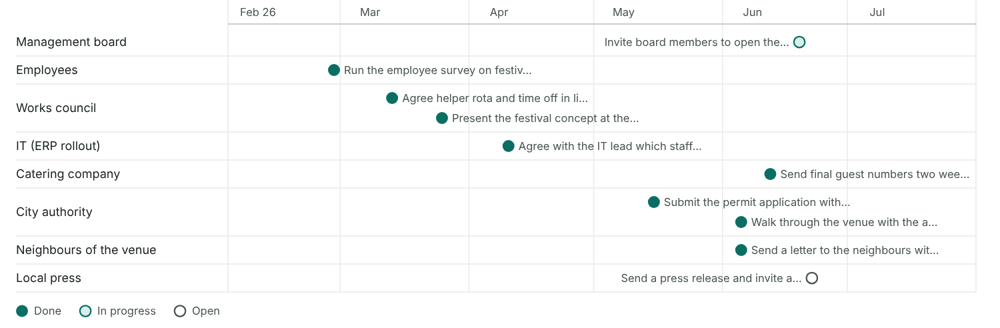 Feb 26 Mar Apr May Jun Jul
Management board Invite board members to open the...
Employees Run the employee survey on festiv...
Works council
Agree helper rota and time off in li...
Present the festival concept at the...
IT (ERP rollout) Agree with the IT lead which staff...
Catering company Send final guest numbers two wee...
City authority
Submit the permit application with...
Walk through the venue with the a...
Neighbours of the venue Send a letter to the neighbours wit...
Local press Send a press release and invite a...
Done In progress Open